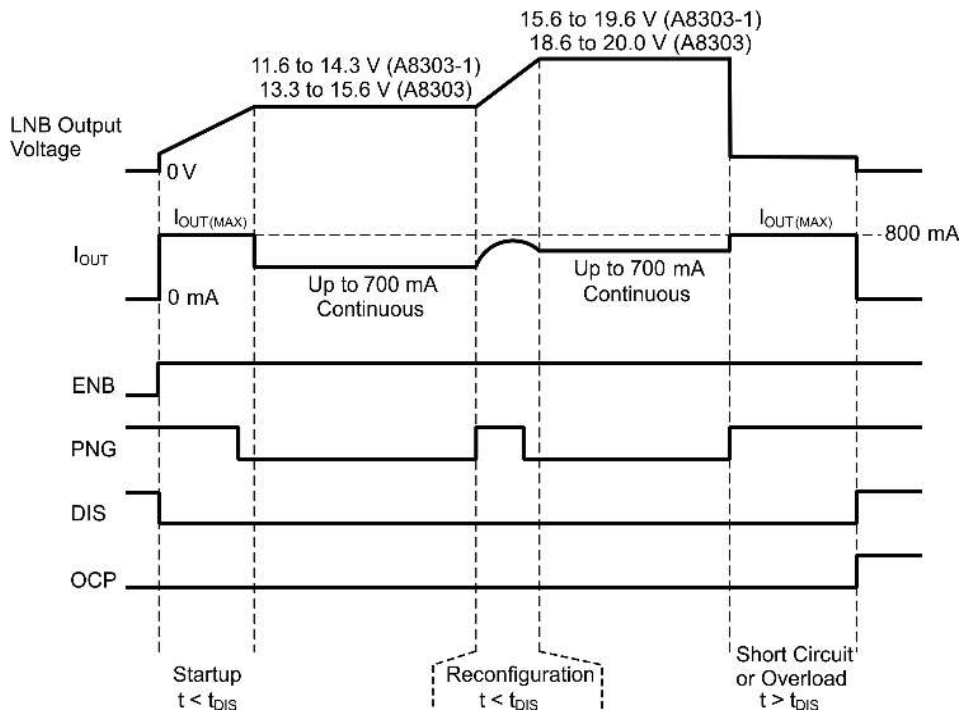 15.6 to 19.6 V (A8303-1)
18.6 to 20.0 V (A8303)
11.6 to 14.3 V (A8303-1)
13.3 to 15.6 V (A8303)
LNB Output
Voltage
0 V
IOUT(MAX)
IOUT(MAX)
800 mA
IOUT
Up to 700 mA
Continuous
Up to 700 mA
Continuous
0 mA
ENB
PNG
DIS
OCP
Startup
t < tDIS
Reconfiguration
t < tDIS
Short Circuit
or Overload
t > tDIS